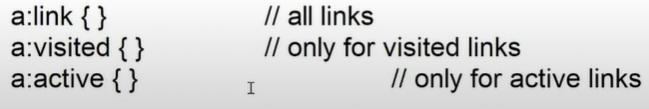 a:link { } // all links
a:visited { } // only for visited links
a:active { } // only for active links